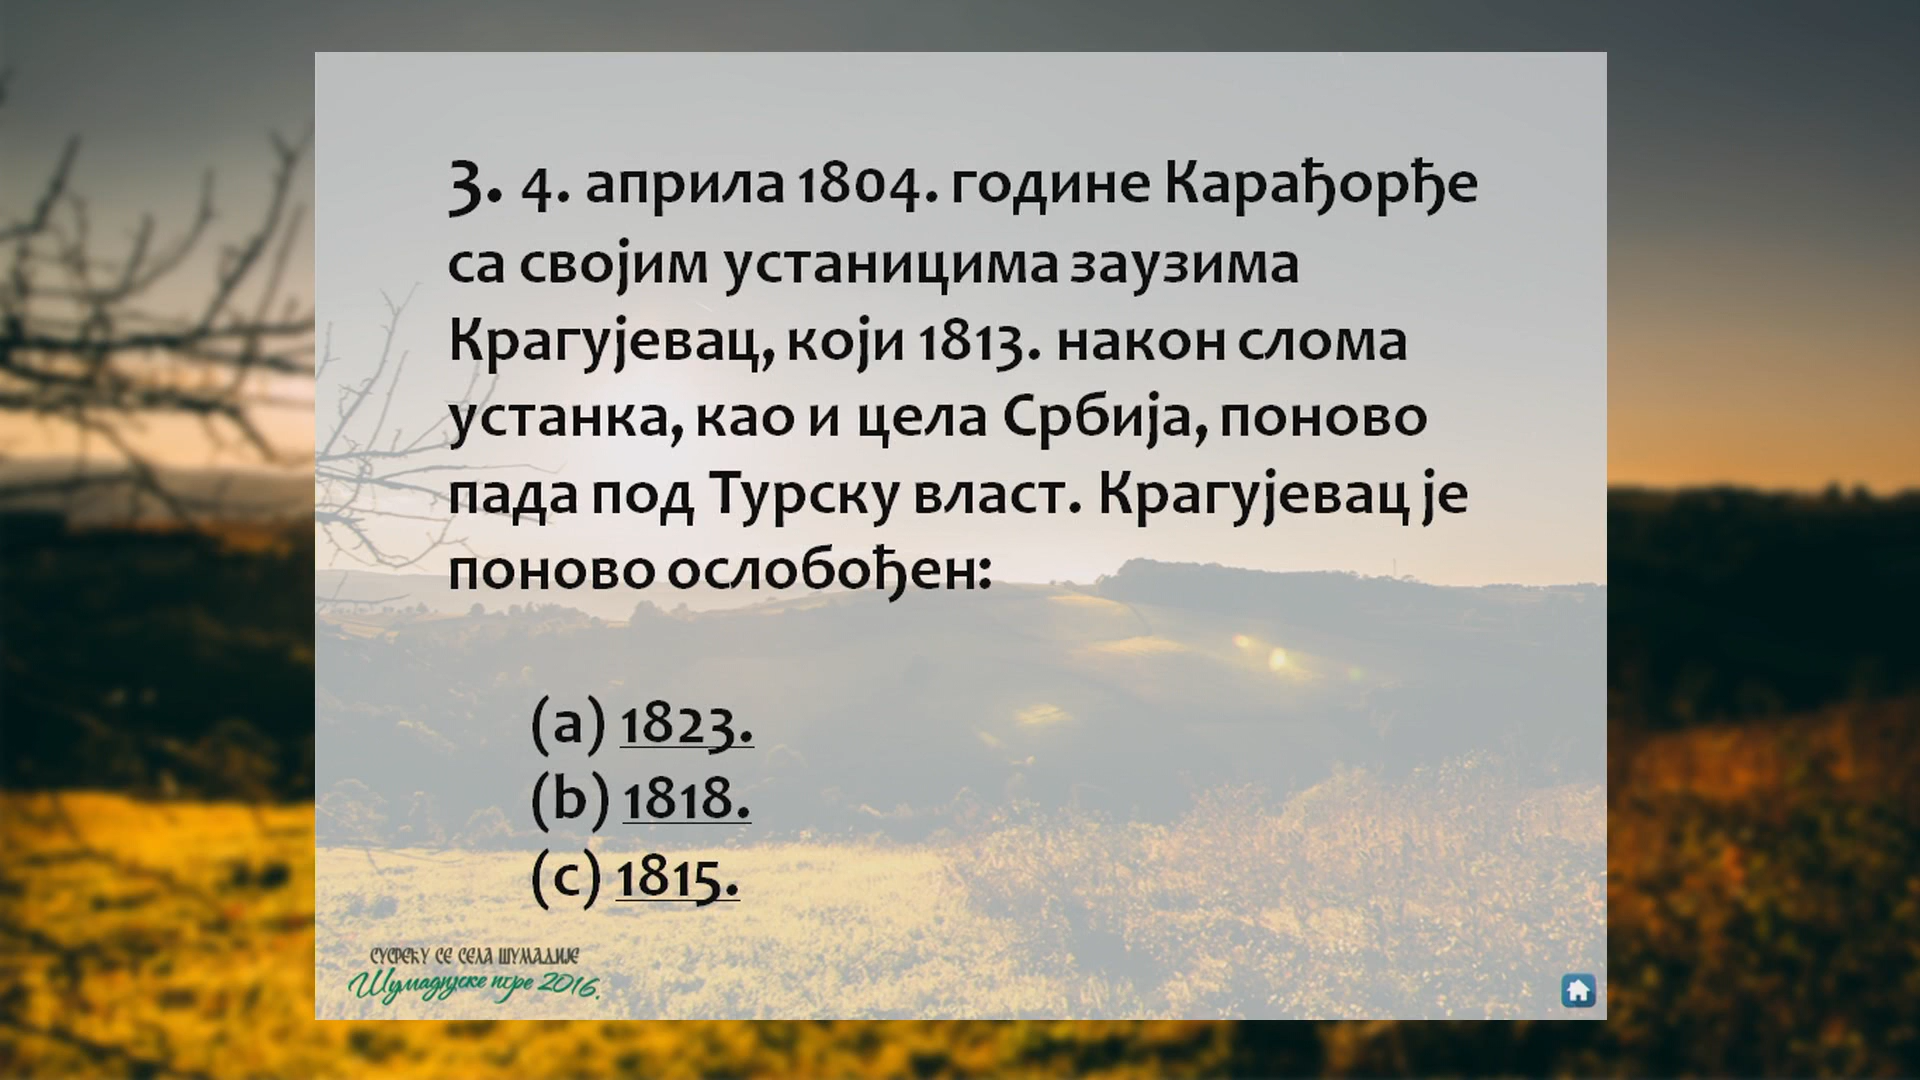 3. 4. априла 1804. године Карађорђе
са својим устаницима заузима
Крагујевац, који 1813. након слома
устанка, као и цела Србија, поново
пада под Турску власт. Крагујевац је
поново ослобођен:
(a) 1823.
(b) 1818.
(c) 1815.
СУСРЕЋУ СЕ СЕЛА ШУМАДИЈЕ
Шумадијске игре 2016.